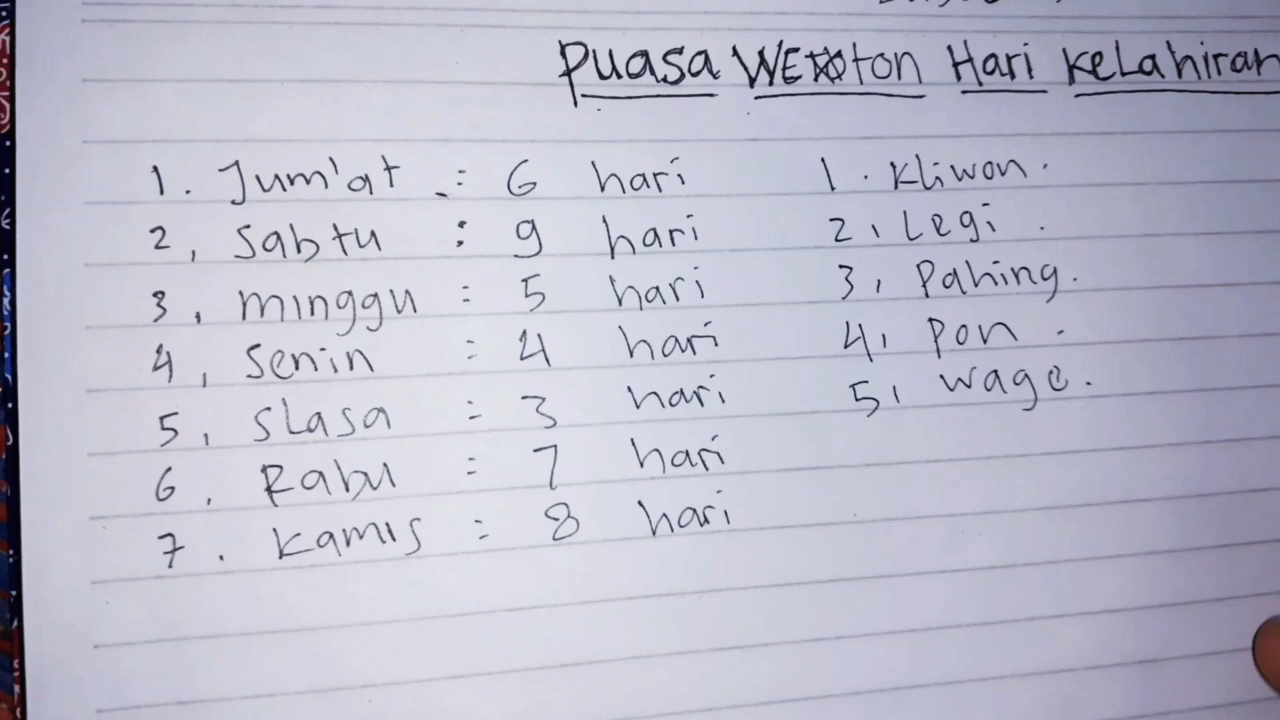 Puasa Weton Hari Kelahiran
1. Jum'at : 6 hari 1. Kliwon.
2, Sabtu : 9 hari 2, Legi.
3, minggu : 5 hari 3, Pahing.
4, Senin : 4 hari 4, Pon.
5, Slasa : 3 hari 5, wage.
6, Rabu : 7 hari
7. Kamis : 8 hari